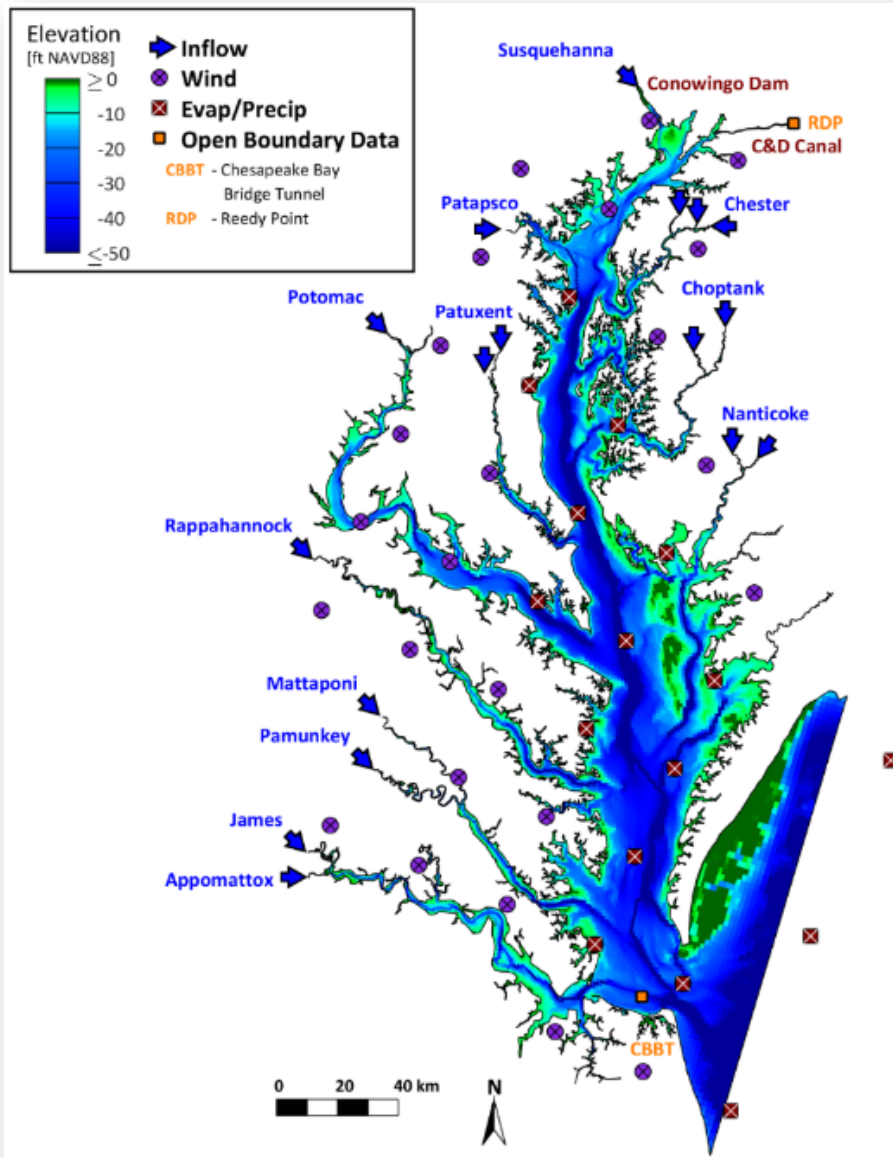 Elevation
[ft NAVD88]
≥ 0
-10
-20
-30
-40
≤-50
Inflow
Wind
Evap/Precip
Open Boundary Data
CBBT - Chesapeake Bay
Bridge Tunnel
RDP - Reedy Point
Susquehanna
Conowingo Dam
RDP
C&D Canal
Patapsco
Chester
Potomac
Patuxent
Choptank
Nanticoke
Rappahannock
Mattaponi
Pamunkey
James
Appomattox
CBBT
0 20 40 km
N